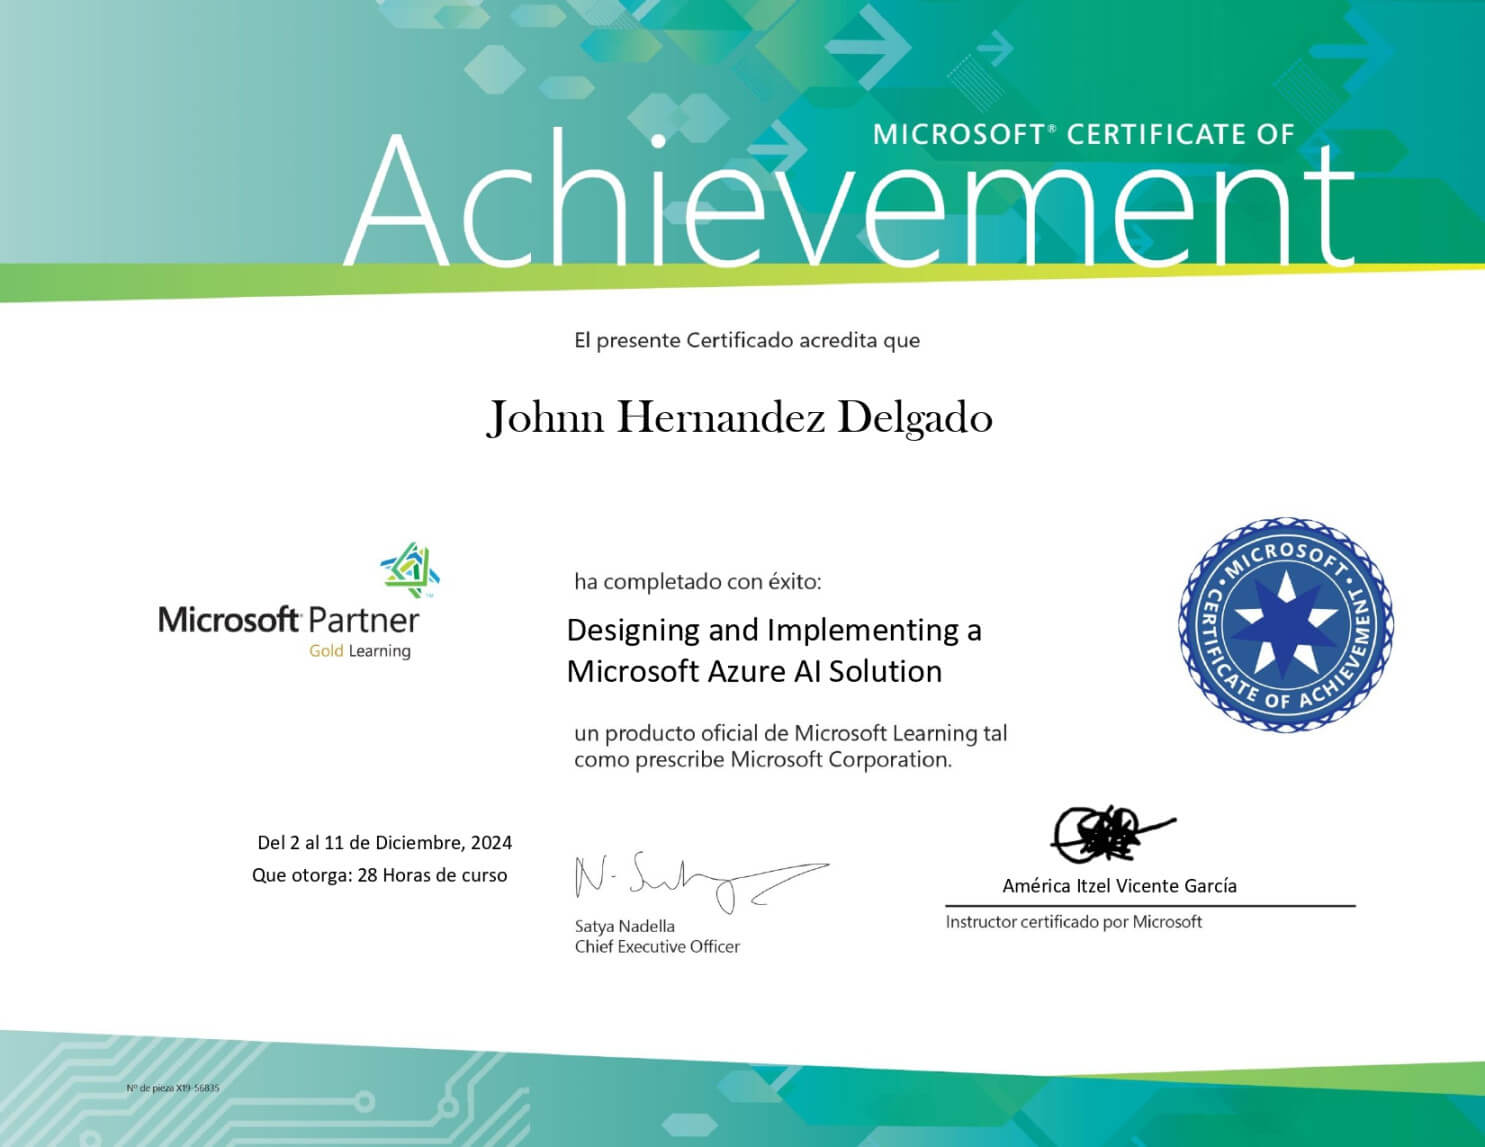 MICROSOFT® CERTIFICATE OF
Achievement
El presente Certificado acredita que
Johnn Hernandez Delgado
Microsoft Partner
Gold Learning
ha completado con éxito:
Designing and Implementing a
Microsoft Azure AI Solution
un producto oficial de Microsoft Learning tal
como prescribe Microsoft Corporation.
• MICROSOFT •
CERTIFICATE OF ACHIEVEMENT
Del 2 al 11 de Diciembre, 2024
Que otorga: 28 Horas de curso
Satya Nadella
Chief Executive Officer
América Itzel Vicente García
Instructor certificado por Microsoft
Nº de pieza X19-56835